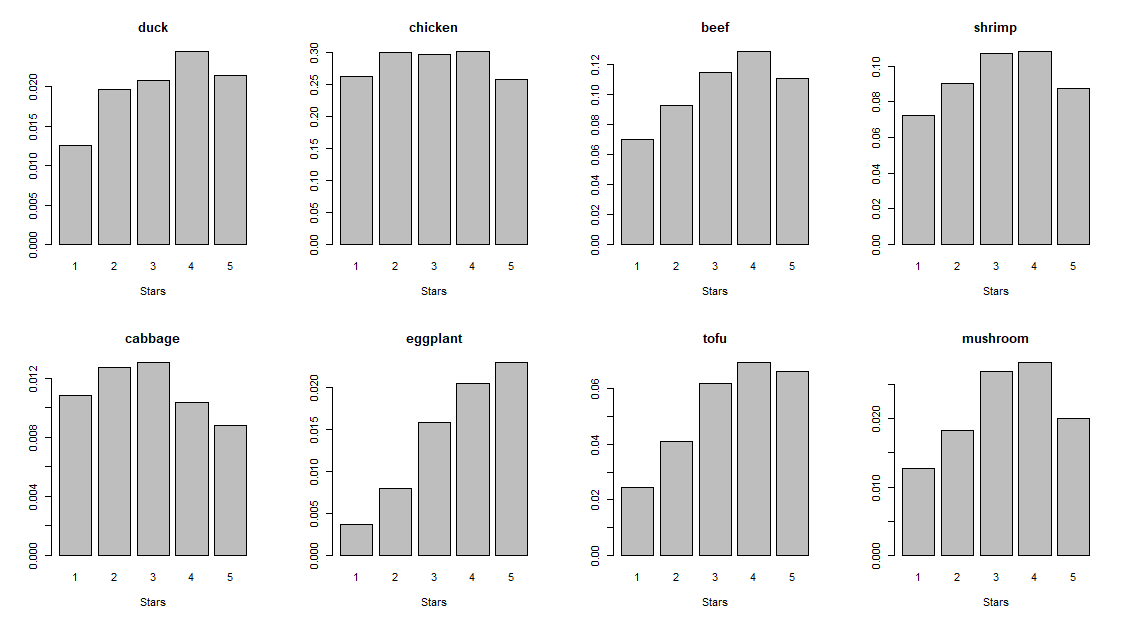 duck
0.000 0.005 0.010 0.015 0.020
1 2 3 4 5
Stars
chicken
0.00 0.05 0.10 0.15 0.20 0.25 0.30
1 2 3 4 5
Stars
beef
0.00 0.02 0.04 0.06 0.08 0.10 0.12
1 2 3 4 5
Stars
shrimp
0.00 0.02 0.04 0.06 0.08 0.10
1 2 3 4 5
Stars
cabbage
0.000 0.004 0.008 0.012
1 2 3 4 5
Stars
eggplant
0.000 0.005 0.010 0.015 0.020
1 2 3 4 5
Stars
tofu
0.00 0.02 0.04 0.06
1 2 3 4 5
Stars
mushroom
0.000 0.010 0.020
1 2 3 4 5
Stars